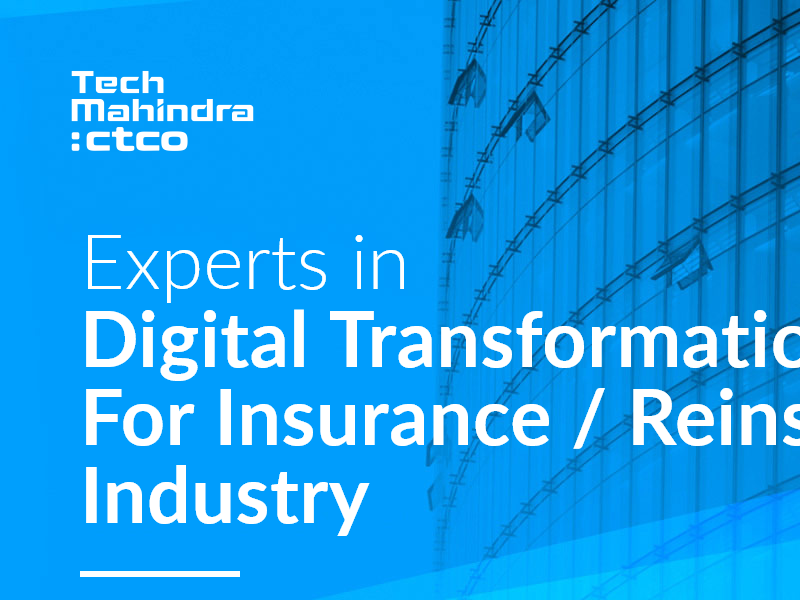 Tech
Mahindra
:ctco
Experts in
Digital Transformatio
For Insurance / Reins
Industry